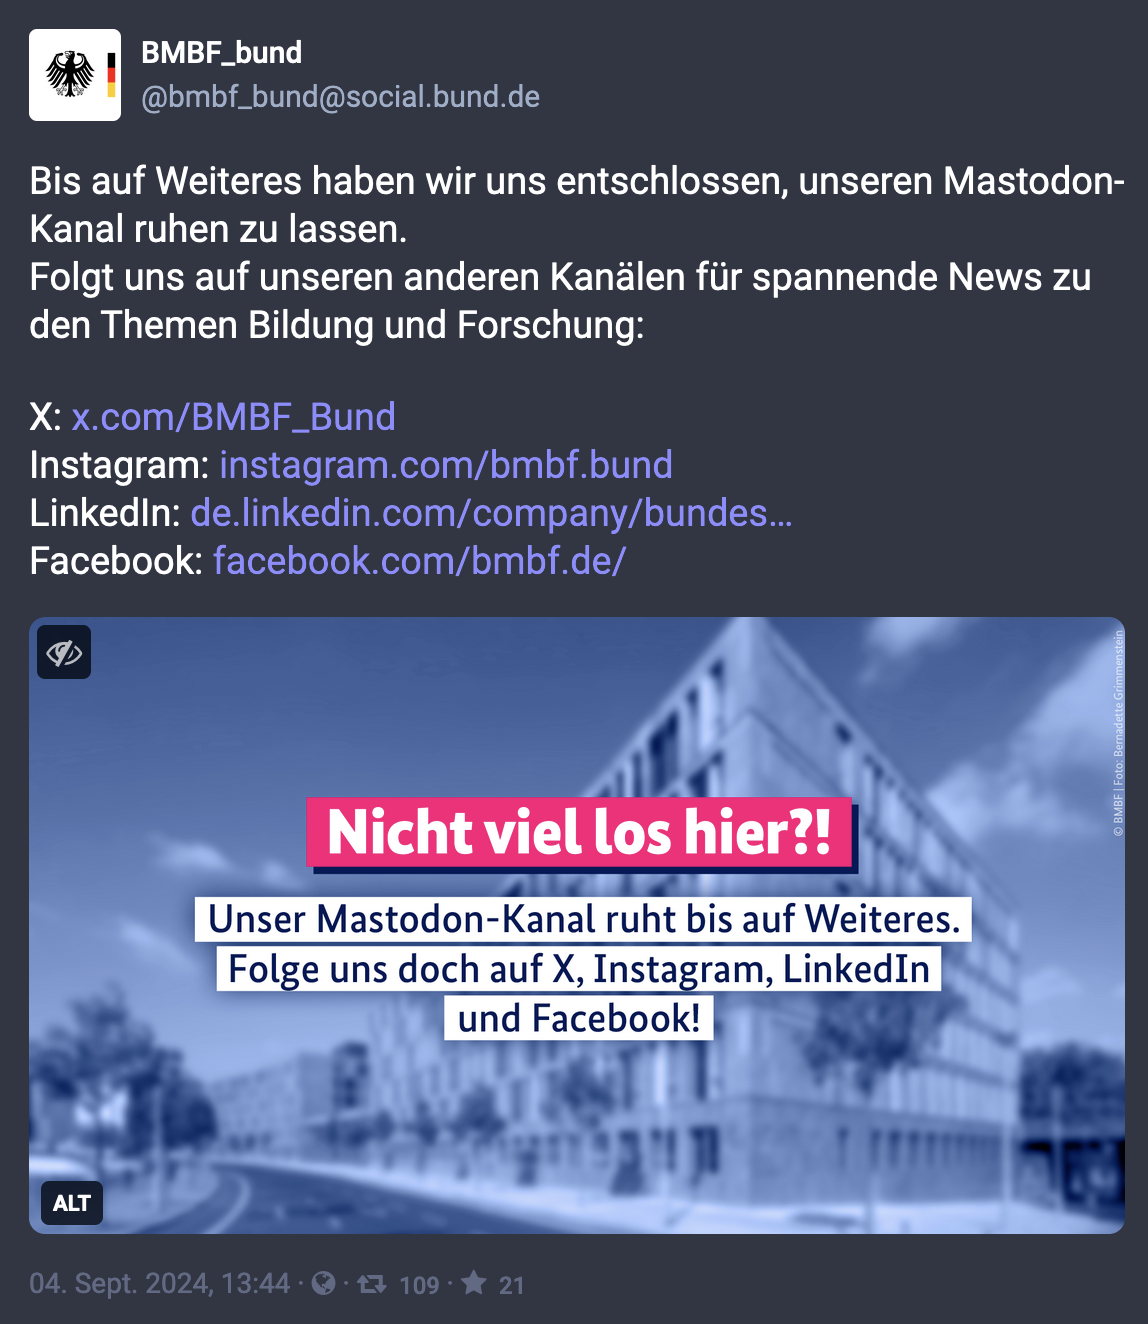 BMBF_bund
@bmbf_bund@social.bund.de
Bis auf Weiteres haben wir uns entschlossen, unseren Mastodon-
Kanal ruhen zu lassen.
Folgt uns auf unseren anderen Kanälen für spannende News zu
den Themen Bildung und Forschung:
X: x.com/BMBF_Bund
Instagram: instagram.com/bmbf.bund
LinkedIn: de.linkedin.com/company/bundes…
Facebook: facebook.com/bmbf.de/
© BMBF | Foto: Bernadette Grimmenstein
Nicht viel los hier?!
Unser Mastodon-Kanal ruht bis auf Weiteres.
Folge uns doch auf X, Instagram, LinkedIn
und Facebook!
ALT
04. Sept. 2024, 13:44 · · 109 · 21